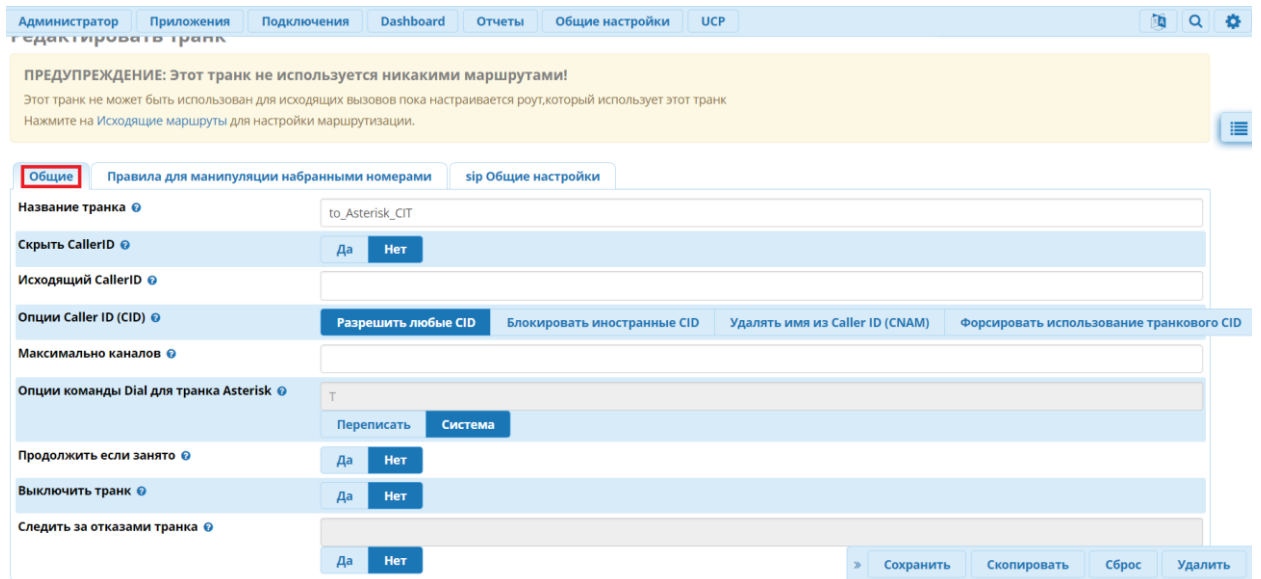 Администратор Приложения Подключения Dashboard Отчеты Общие настройки UCP
Редактировать транк
ПРЕДУПРЕЖДЕНИЕ: Этот транк не используется никакими маршрутами!
Этот транк не может быть использован для исходящих вызовов пока настраивается роут,который использует этот транк
Нажмите на Исходящие маршруты для настройки маршрутизации.
Общие Правила для манипуляции набранными номерами sip Общие настройки
Название транка to_Asterisk_CIT
Скрыть CallerID Да Нет
Исходящий CallerID
Опции Caller ID (CID) Разрешить любые CID Блокировать иностранные CID Удалять имя из Caller ID (CNAM) Форсировать использование транкового CID
Максимально каналов
Опции команды Dial для транка Asterisk T
Переписать Система
Продолжить если занято Да Нет
Выключить транк Да Нет
Следить за отказами транка
Да Нет
» Сохранить Скопировать Сброс Удалить